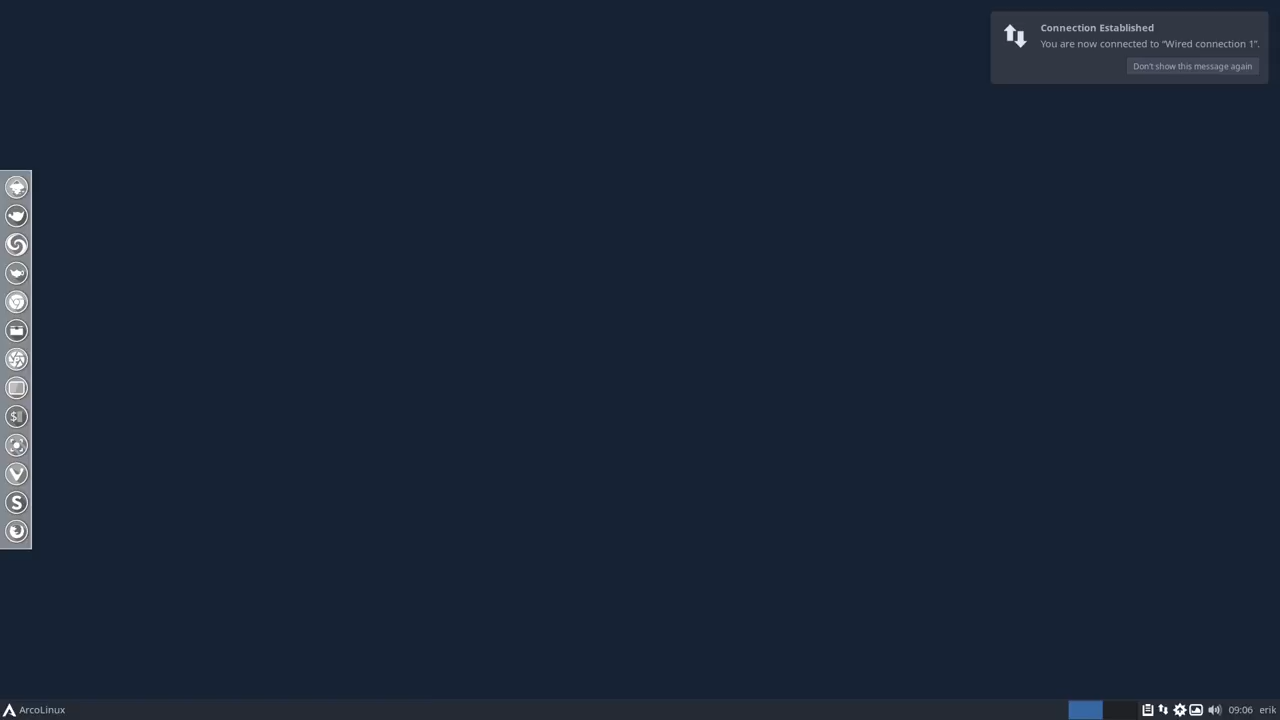 Connection Established
You are now connected to "Wired connection 1".
Don't show this message again
$
S
ArcoLinux
09:06
erik